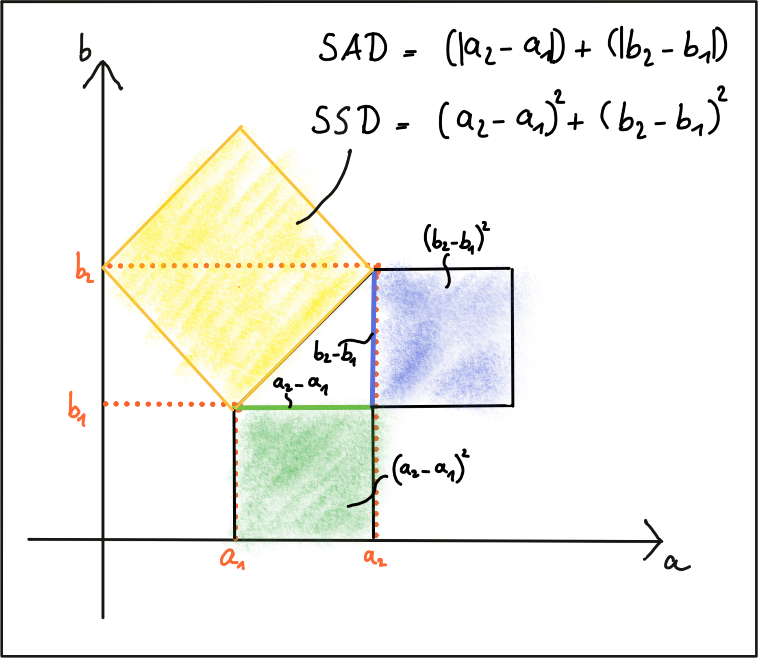 b
SAD = (|a₂ - a₁|) + (|b₂ - b₁|)
SSD = (a₂ - a₁)² + (b₂ - b₁)²
(b₂-b₁)²
b₂
b₂-b₁
a₂-a₁
b₁
(a₂-a₁)²
a₁
a₂
a